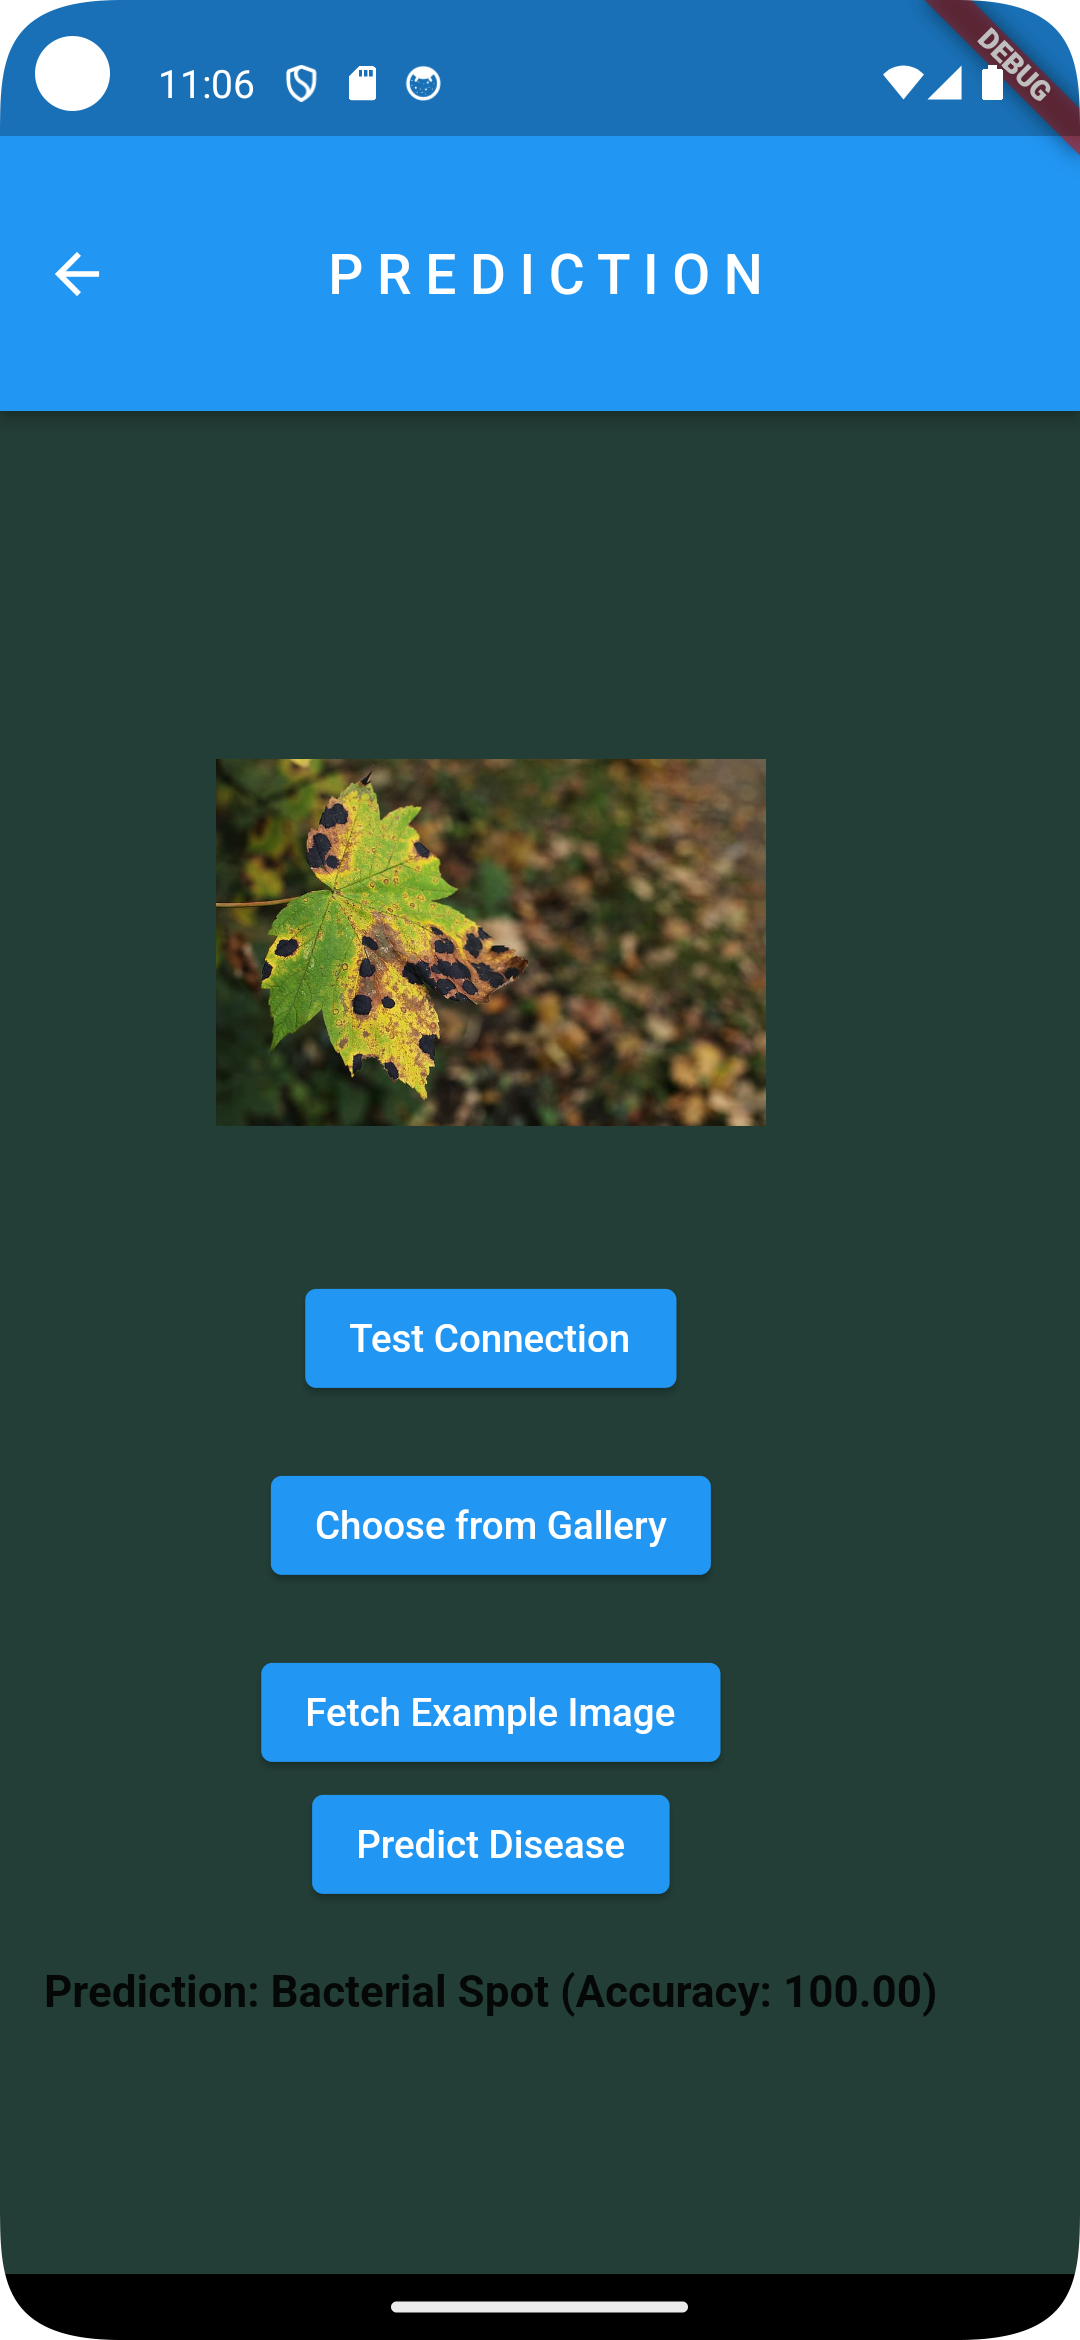 11:06
DEBUG
PREDICTION
Test Connection
Choose from Gallery
Fetch Example Image
Predict Disease
Prediction: Bacterial Spot (Accuracy: 100.00)